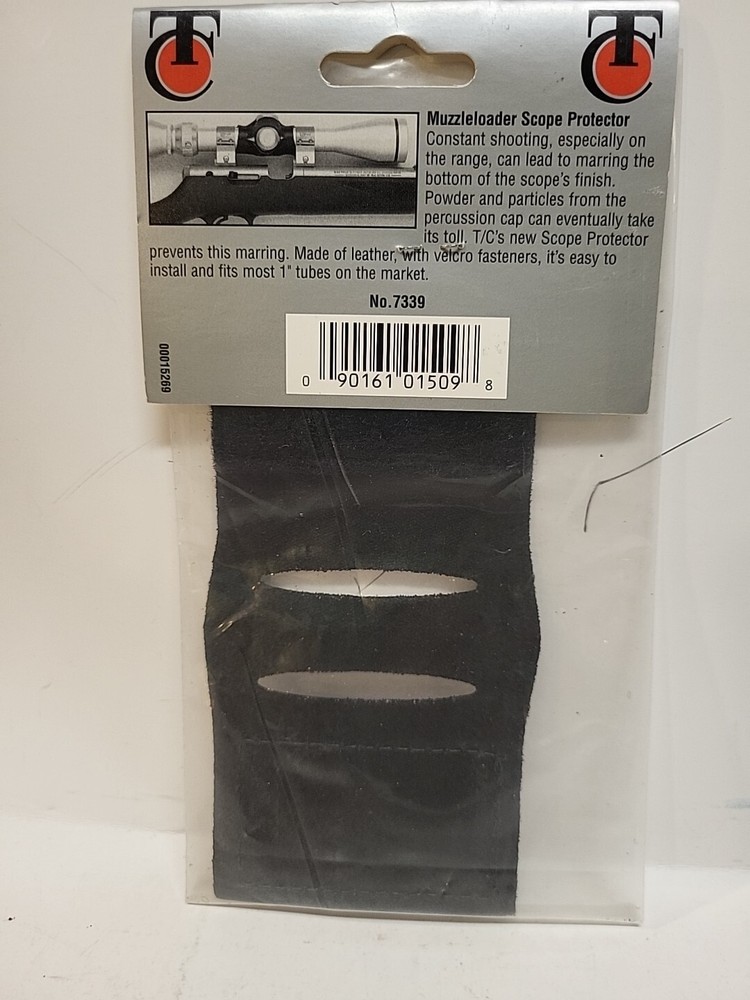 TC
TC
Muzzleloader Scope Protector
Constant shooting, especially on
the range, can lead to marring the
bottom of the scope's finish.
Powder and particles from the
percussion cap can eventually take
its toll. T/C's new Scope Protector
prevents this marring. Made of leather, with velcro fasteners, it's easy to
install and fits most 1" tubes on the market.
No.7339
0 90161 01509 8
00015269